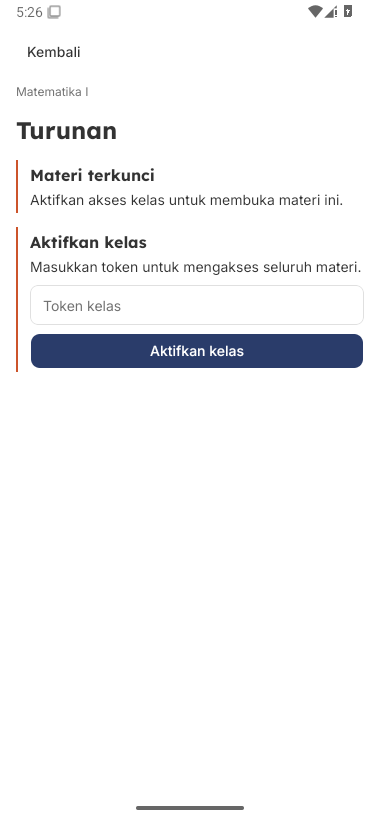 5:26
Kembali
Matematika I
Turunan
Materi terkunci
Aktifkan akses kelas untuk membuka materi ini.
Aktifkan kelas
Masukkan token untuk mengakses seluruh materi.
Token kelas
Aktifkan kelas